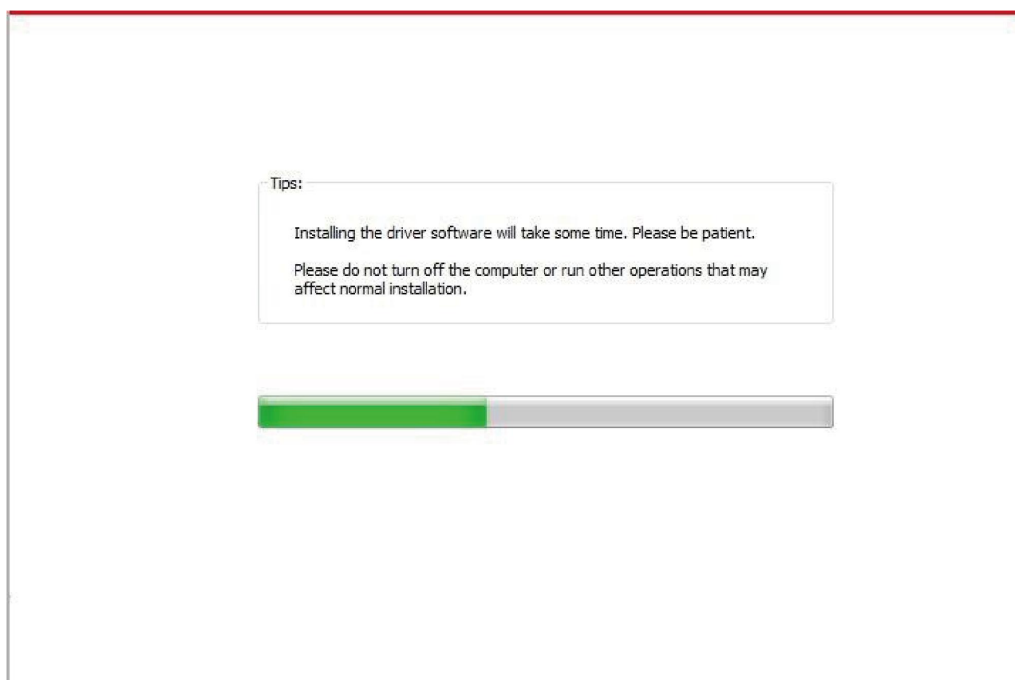 Tips:
Installing the driver software will take some time. Please be patient.
Please do not turn off the computer or run other operations that may
affect normal installation.